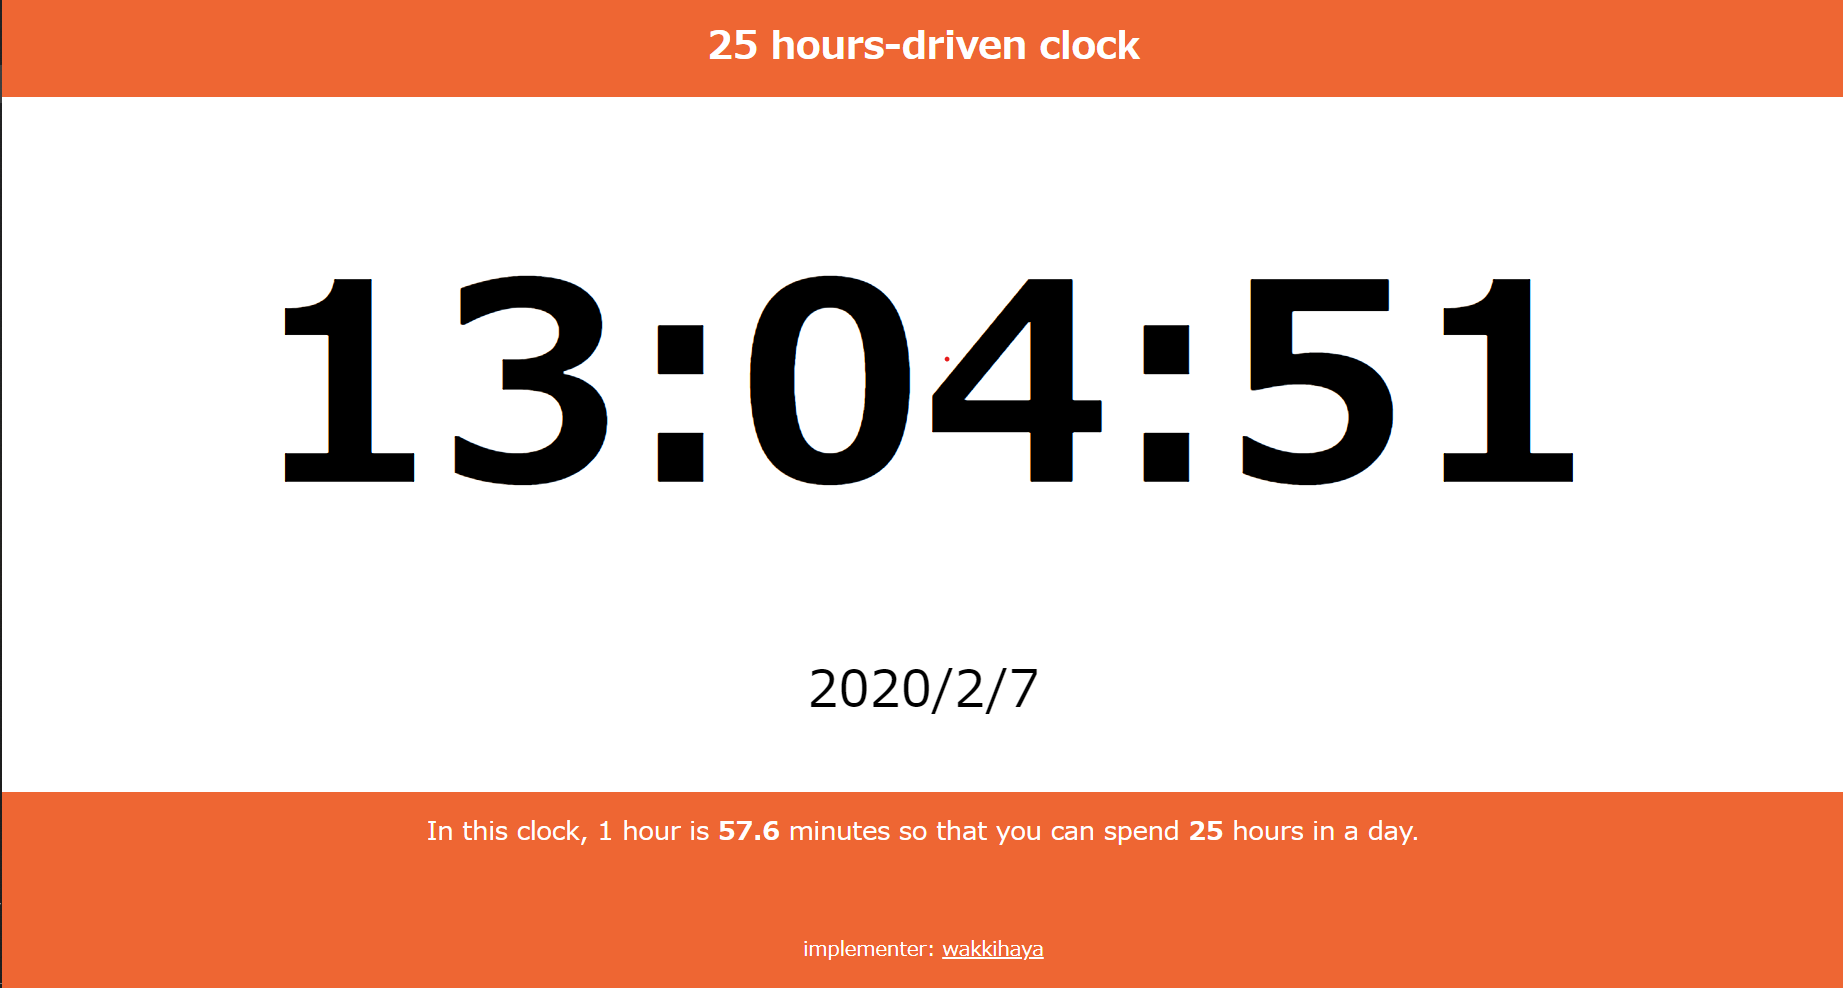 25 hours-driven clock
13:04:51
2020/2/7
In this clock, 1 hour is 57.6 minutes so that you can spend 25 hours in a day.
implementer: wakkihaya